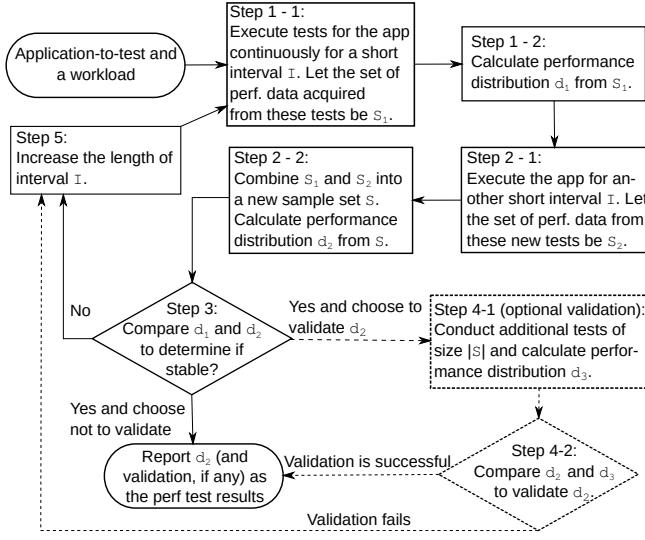 Application-to-test and
a workload
Step 1 - 1:
Execute tests for the app
continuously for a short
interval I. Let the set of
perf. data acquired
from these tests be S₁.
Step 1 - 2:
Calculate performance
distribution d₁ from S₁.
Step 5:
Increase the length of
interval I.
Step 2 - 2:
Combine S₁ and S₂ into
a new sample set S.
Calculate performance
distribution d₂ from S.
Step 2 - 1:
Execute the app for an-
other short interval I. Let
the set of perf. data from
these new tests be S₂.
No
Step 3:
Compare d₁ and d₂
to determine if
stable?
Yes and choose to
validate d₂
Step 4-1 (optional validation):
Conduct additional tests of
size |S| and calculate perfor-
mance distribution d₃.
Yes and choose
not to validate
Report d₂ (and
validation, if any) as
the perf test results
Validation is successful
Step 4-2:
Compare d₂ and d₃
to validate d₂.
Validation fails